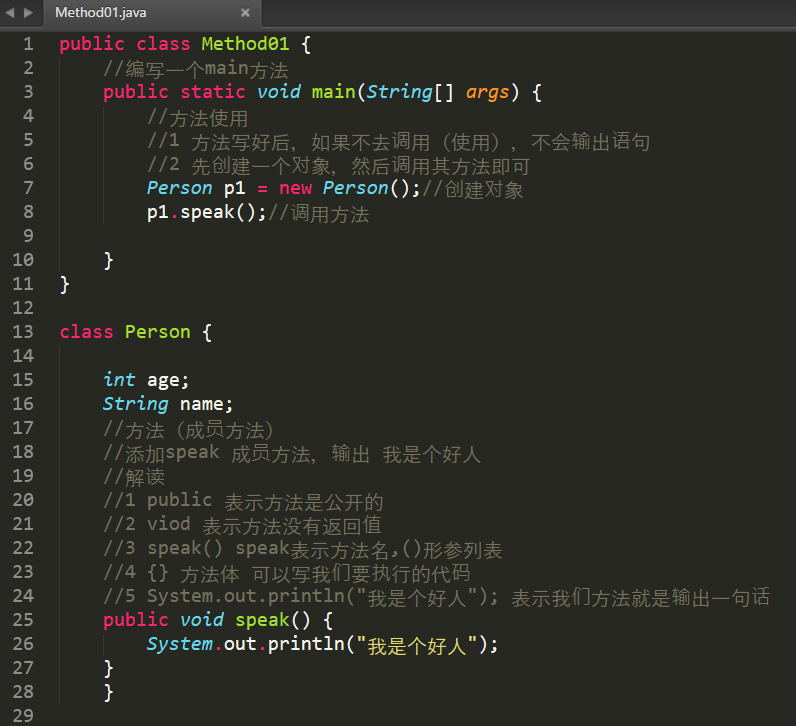 Method01.java
1 public class Method01 {
2 //编写一个main方法
3 public static void main(String[] args) {
4 //方法使用
5 //1 方法写好后，如果不去调用（使用），不会输出语句
6 //2 先创建一个对象，然后调用其方法即可
7 Person p1 = new Person();//创建对象
8 p1.speak();//调用方法
9
10 }
11 }
12
13 class Person {
14
15 int age;
16 String name;
17 //方法（成员方法）
18 //添加speak 成员方法，输出 我是个好人
19 //解读
20 //1 public 表示方法是公开的
21 //2 viod 表示方法没有返回值
22 //3 speak() speak表示方法名,()形参列表
23 //4 {} 方法体 可以写我们要执行的代码
24 //5 System.out.println("我是个好人"); 表示我们方法就是输出一句话
25 public void speak() {
26 System.out.println("我是个好人");
27 }
28 }
29